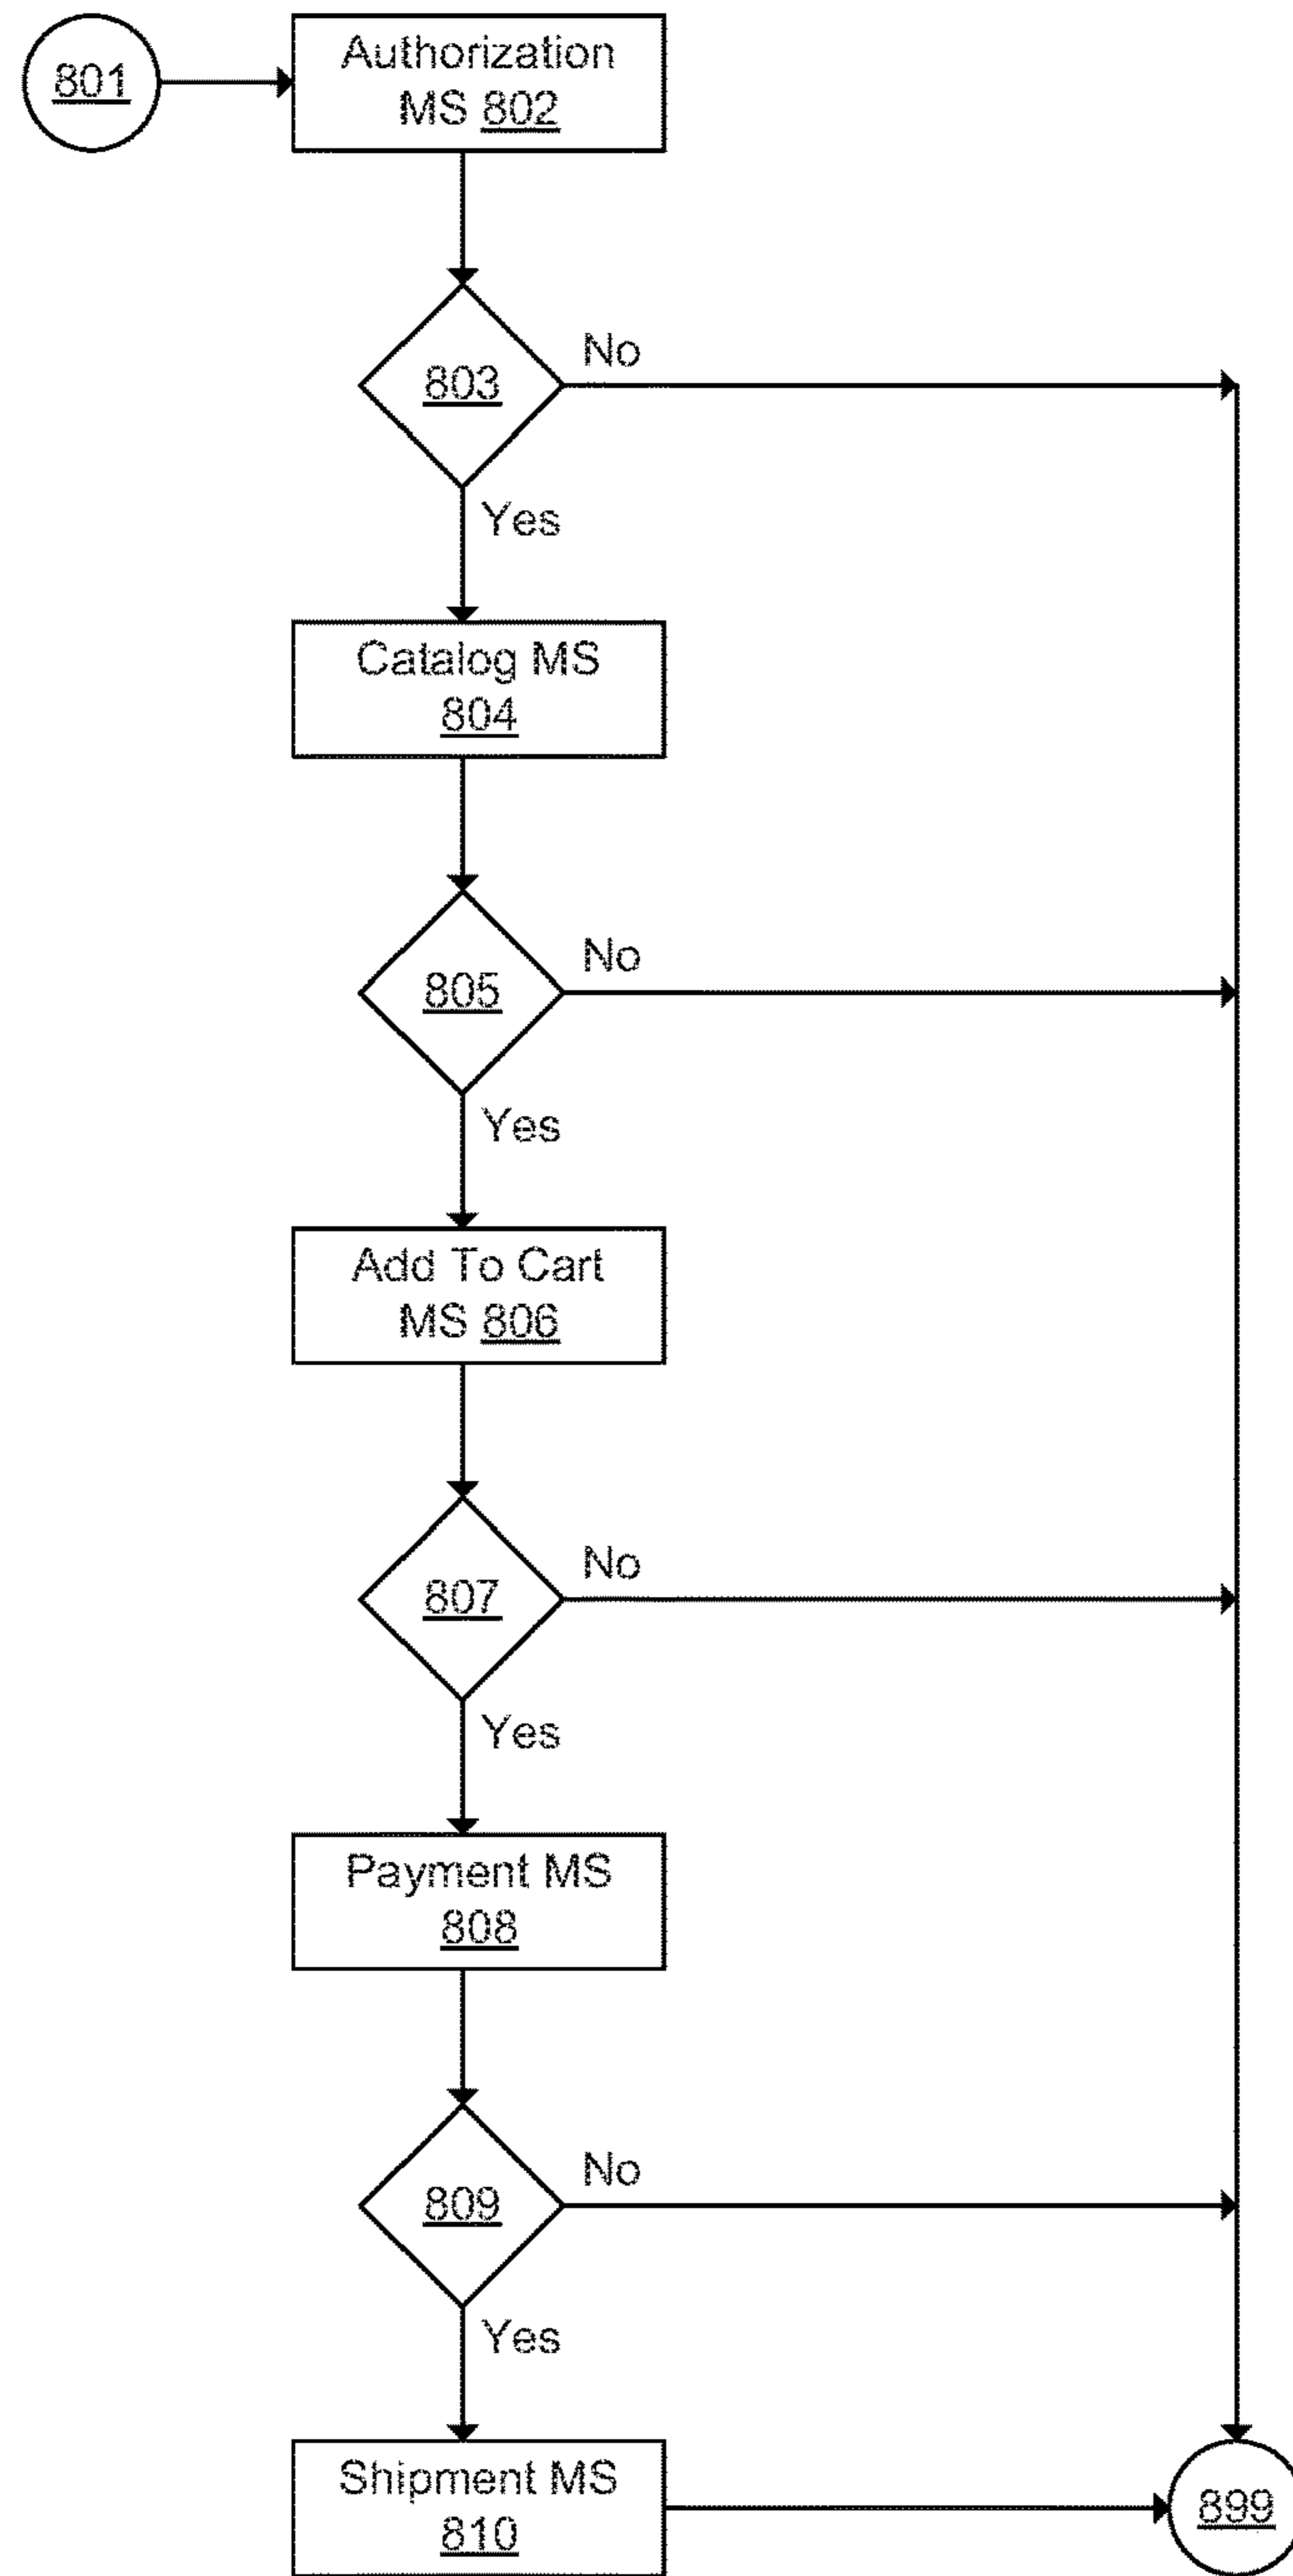 801
Authorization
MS 802
803
No
Yes
Catalog MS
804
805
No
Yes
Add To Cart
MS 806
807
No
Yes
Payment MS
808
809
No
Yes
Shipment MS
810
899